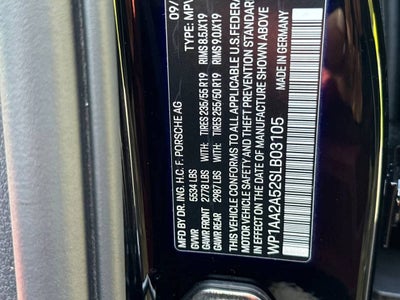 MFD BY DR. ING. H.C. F. PORSCHE AG 09/
GVWR 5534 LBS TYPE: MPV
GAWR FRONT 2778 LBS WITH TIRES 235/55 R19 RIMS 8.5JX19
GAWR REAR 2987 LBS WITH TIRES 255/50 R19 RIMS 9.0JX19
THIS VEHICLE CONFORMS TO ALL APPLICABLE U.S. FEDERA
MOTOR VEHICLE SAFETY AND THEFT PREVENTION STANDAR
IN EFFECT ON THE DATE OF MANUFACTURE SHOWN ABOVE
WP1AA2A52SLB03105 MADE IN GERMANY